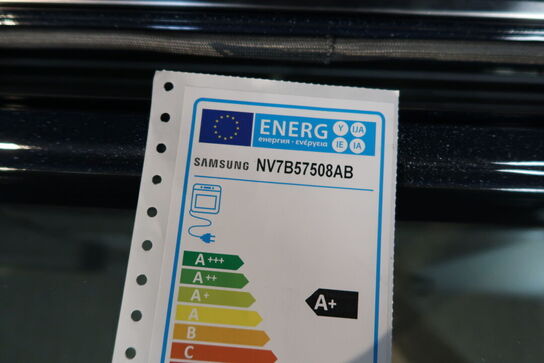 ENERG Y IJA
енергия · ενέργεια IE IA
SAMSUNG NV7B57508AB
A+++
A++
A+ A+
A
B
C